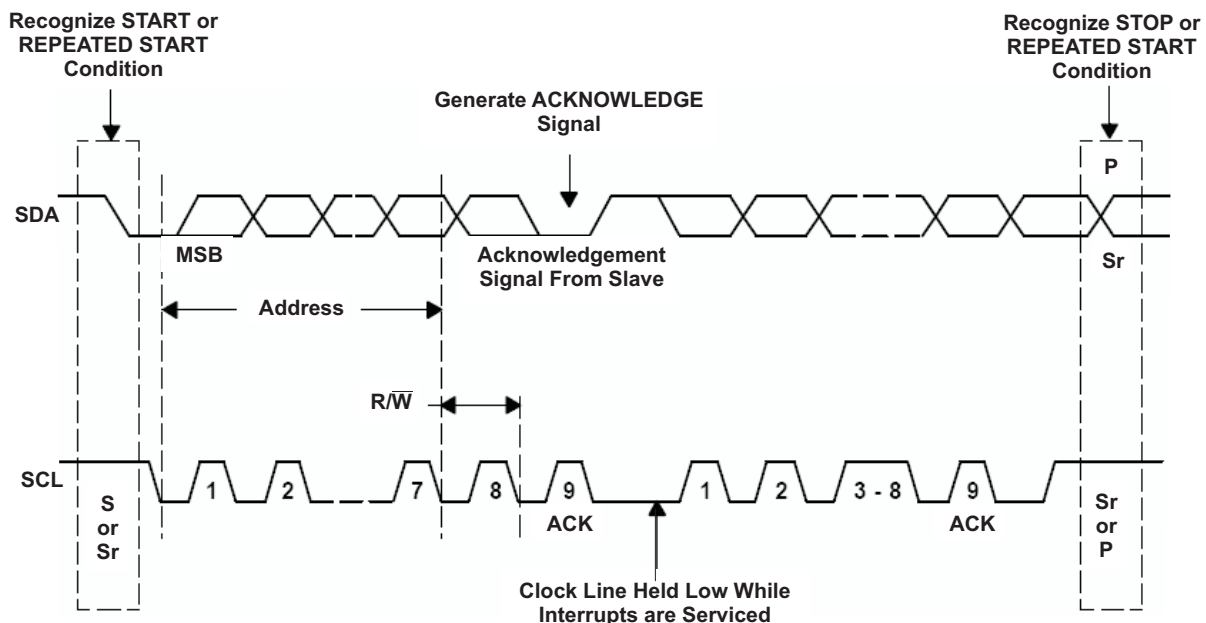 Recognize START or
REPEATED START
Condition
Recognize STOP or
REPEATED START
Condition
Generate ACKNOWLEDGE
Signal
P
SDA
MSB
Acknowledgement
Signal From Slave
Sr
Address
R/W̅
SCL
1
2
7
8
9
1
2
3 - 8
9
S
or
Sr
ACK
ACK
Sr
or
P
Clock Line Held Low While
Interrupts are Serviced